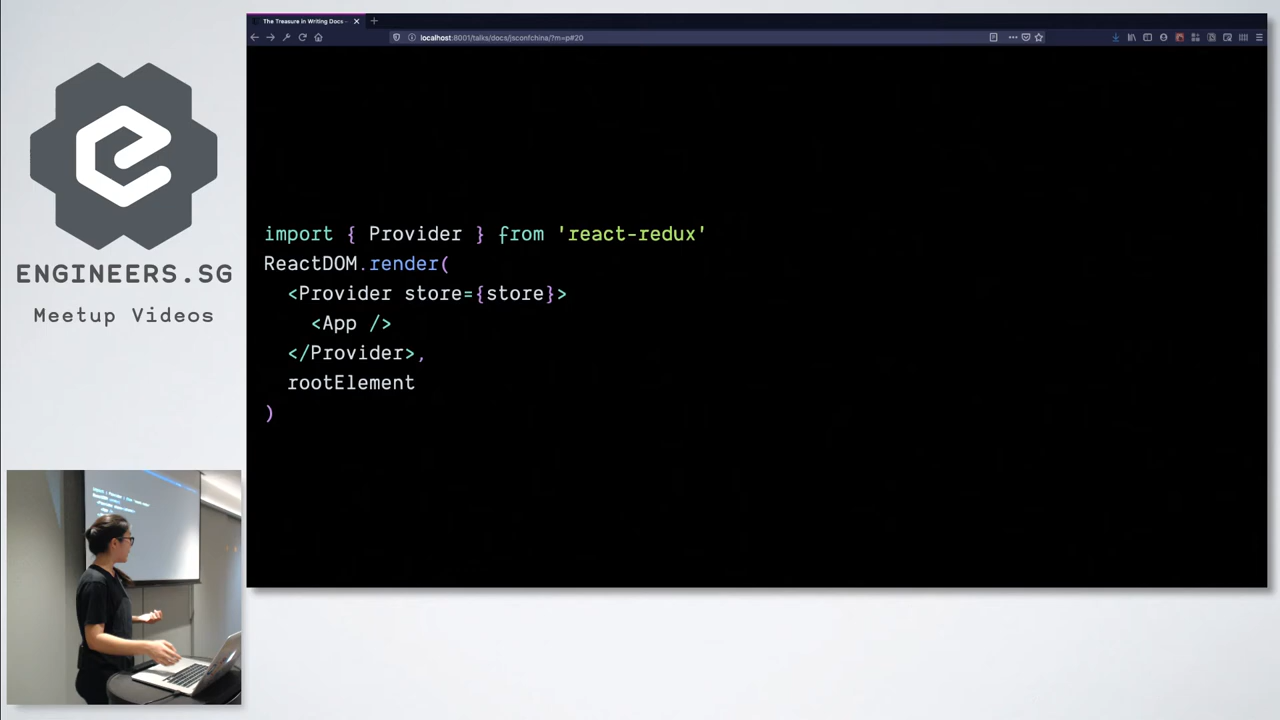 The Treasure in Writing Docs -
localhost:8001/talks/docs/jsconfchina/?m=p#20
ENGINEERS.SG
Meetup Videos
import { Provider } from 'react-redux'
ReactDOM.render(
  <Provider store={store}>
    <App />
  </Provider>,
  rootElement
)